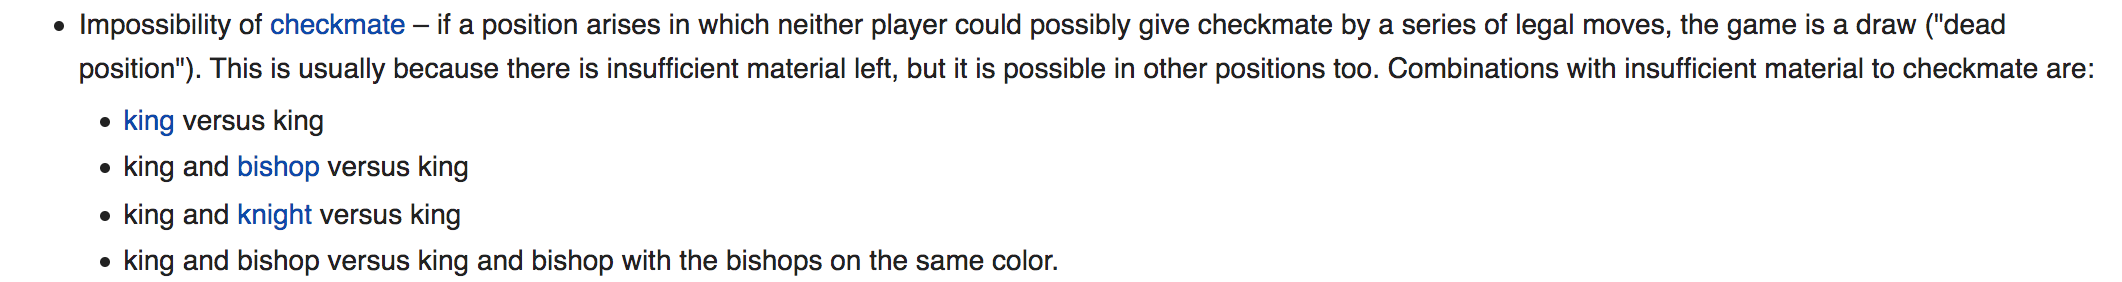 • Impossibility of checkmate – if a position arises in which neither player could possibly give checkmate by a series of legal moves, the game is a draw ("dead
position"). This is usually because there is insufficient material left, but it is possible in other positions too. Combinations with insufficient material to checkmate are:
• king versus king
• king and bishop versus king
• king and knight versus king
• king and bishop versus king and bishop with the bishops on the same color.